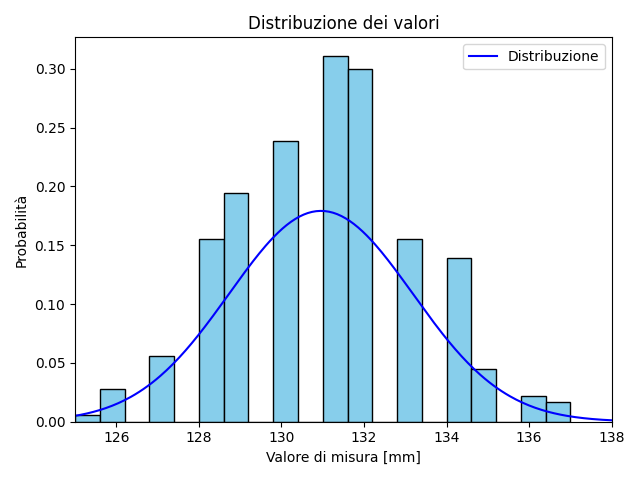 Distribuzione dei valori
Distribuzione
Probabilità
0.30
0.25
0.20
0.15
0.10
0.05
0.00
126 128 130 132 134 136 138
Valore di misura [mm]